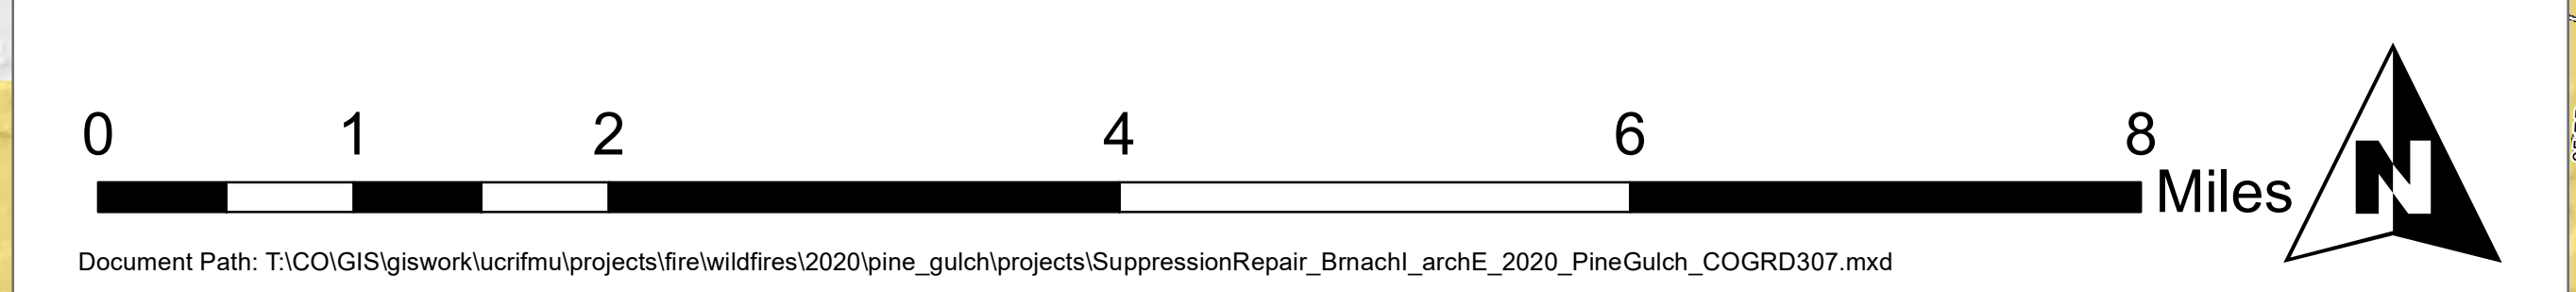 0 1 2 4 6 8
Miles
N
Document Path: T:\CO\GIS\giswork\ucrifmu\projects\fire\wildfires\2020\pine_gulch\projects\SuppressionRepair_BrnachI_archE_2020_PineGulch_COGRD307.mxd